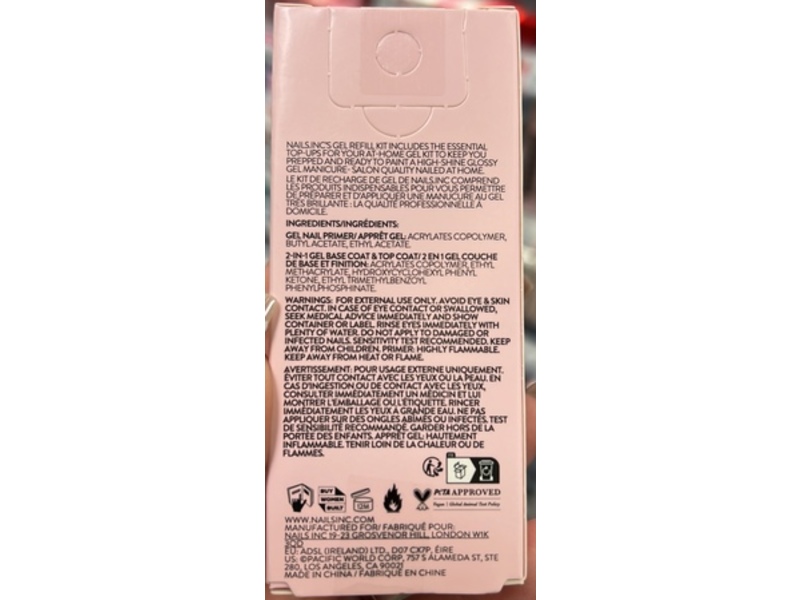 NAILS.INC'S GEL REFILL KIT INCLUDES THE ESSENTIAL
TOP-UPS FOR YOUR AT-HOME GEL KIT TO KEEP YOU
PREPPED AND READY TO PAINT A HIGH-SHINE GLOSSY
GEL MANICURE- SALON QUALITY NAILED AT HOME.
LE KIT DE RECHARGE DE GEL DE NAILS.INC COMPREND
LES PRODUITS INDISPENSABLES POUR VOUS PERMETTRE
DE PRÉPARER ET D'APPLIQUER UNE MANUCURE AU GEL
TRÈS BRILLANTE : LA QUALITÉ PROFESSIONNELLE À
DOMICILE.
INGREDIENTS/INGRÉDIENTS:
GEL NAIL PRIMER/ APPRÊT GEL: ACRYLATES COPOLYMER,
BUTYL ACETATE, ETHYL ACETATE.
2-IN-1 GEL BASE COAT & TOP COAT/ 2 EN 1 GEL COUCHE
DE BASE ET FINITION: ACRYLATES COPOLYMER, ETHYL
METHACRYLATE, HYDROXYCYCLOHEXYL PHENYL
KETONE, ETHYL TRIMETHYLBENZOYL
PHENYLPHOSPHINATE.
WARNINGS: FOR EXTERNAL USE ONLY. AVOID EYE & SKIN
CONTACT. IN CASE OF EYE CONTACT OR SWALLOWED,
SEEK MEDICAL ADVICE IMMEDIATELY AND SHOW
CONTAINER OR LABEL. RINSE EYES IMMEDIATELY WITH
PLENTY OF WATER. DO NOT APPLY TO DAMAGED OR
INFECTED NAILS. SENSITIVITY TEST RECOMMENDED. KEEP
AWAY FROM CHILDREN. PRIMER: HIGHLY FLAMMABLE.
KEEP AWAY FROM HEAT OR FLAME.
AVERTISSEMENT: POUR USAGE EXTERNE UNIQUEMENT.
ÉVITER TOUT CONTACT AVEC LES YEUX OU LA PEAU. EN
CAS D'INGESTION OU DE CONTACT AVEC LES YEUX,
CONSULTER IMMÉDIATEMENT UN MÉDICIN ET LUI
MONTRER L'EMBALLAGE OU L'ÉTIQUETTE. RINCER
IMMÉDIATEMENT LES YEUX À GRANDE EAU. NE PAS
APPLIQUER SUR DES ONGLES ABÎMÉS OU INFECTÉS. TEST
DE SENSIBILITÉ RECOMMANDÉ. GARDER HORS DE LA
PORTÉE DES ENFANTS. APPRÊT GEL: HAUTEMENT
INFLAMMABLE. TENIR LOIN DE LA CHALEUR OU DE
FLAMMES.
BUY WOMEN BUILT
12M
PETA APPROVED
Vegan | Global Animal Test Policy
WWW.NAILSINC.COM
MANUFACTURED FOR/ FABRIQUÉ POUR:
NAILS INC 19-23 GROSVENOR HILL, LONDON W1K
3QD
EU: ADSL (IRELAND) LTD., D07 CX7P, ÉIRE
US: ©PACIFIC WORLD CORP, 757 S ALAMEDA ST, STE
280, LOS ANGELES, CA 90021
MADE IN CHINA / FABRIQUÉ EN CHINE